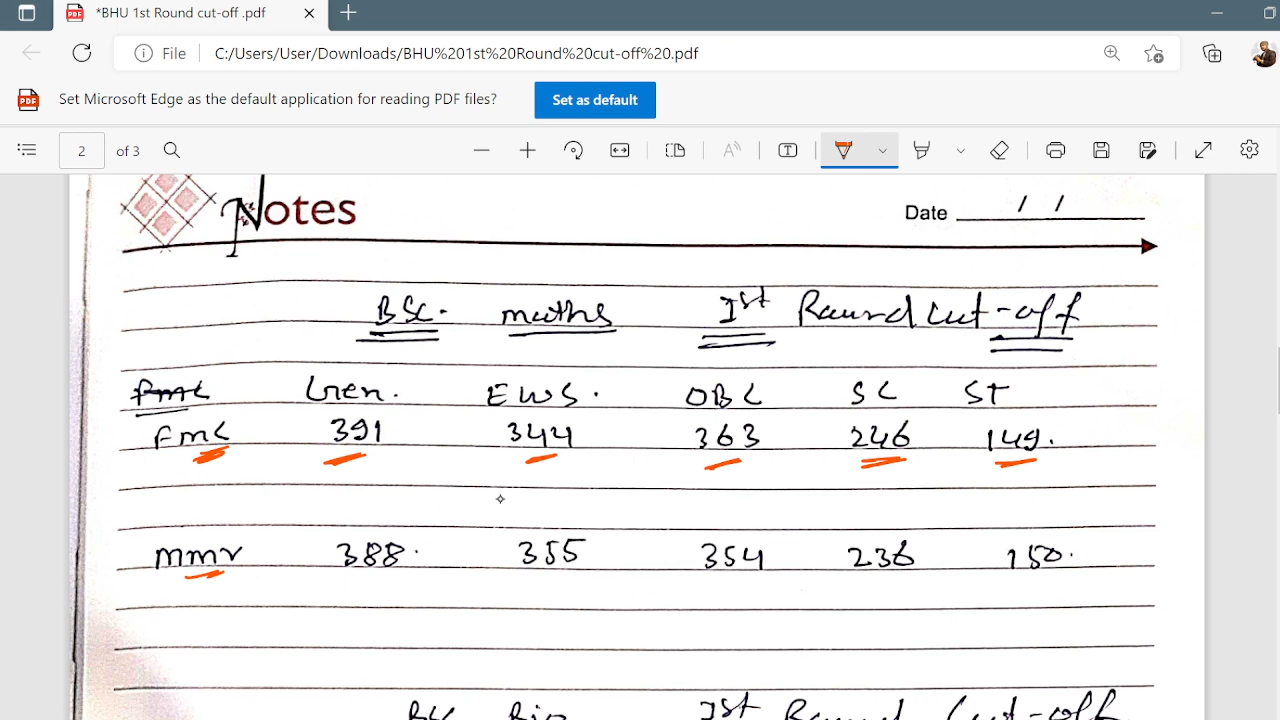 *BHU 1st Round cut-off .pdf
File C:/Users/User/Downloads/BHU%201st%20Round%20cut-off%20.pdf
Set Microsoft Edge as the default application for reading PDF files? Set as default
2 of 3
Notes
Date / /
BSc. maths Ist Round cut-off
Gen. EWS. OBC SC ST
FMC 391 344 363 246 149.
MMV 388. 355 354 236 150.
Ist Round Cut-off